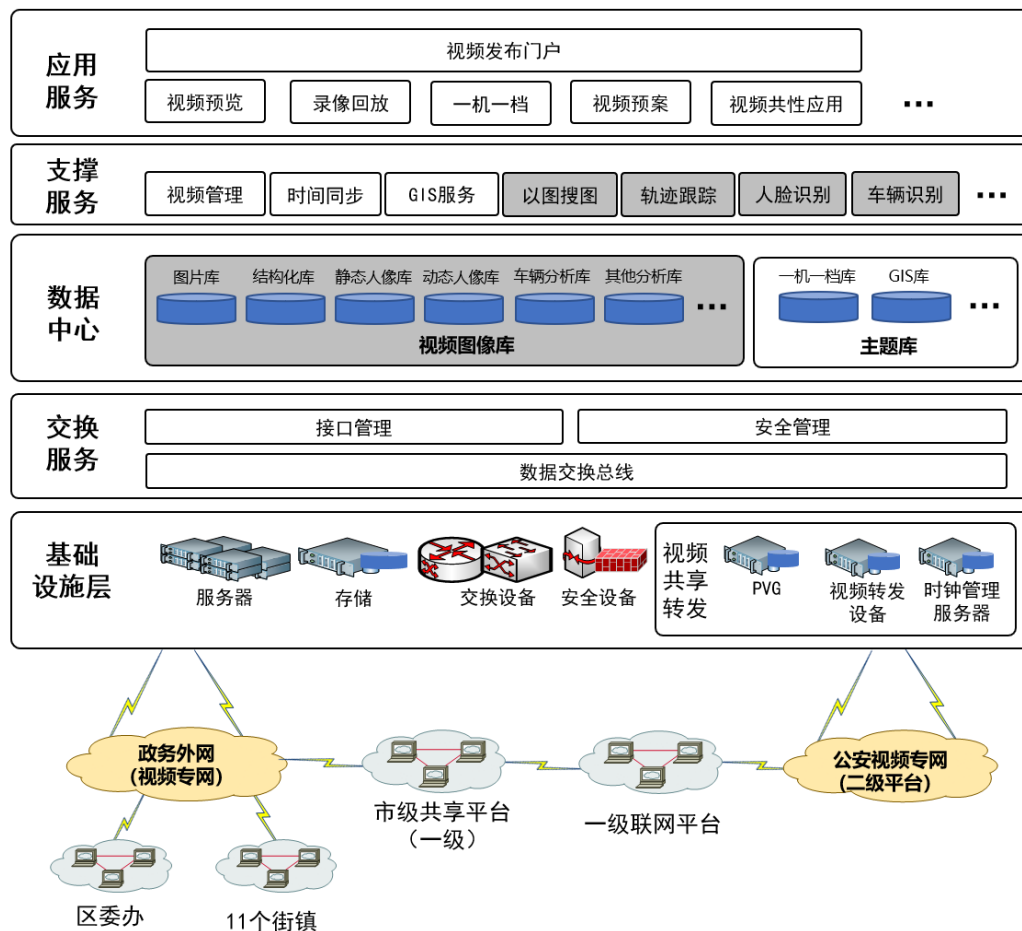 应用
服务
视频发布门户
视频预览
录像回放
一机一档
视频预案
视频共性应用
...
支撑
服务
视频管理
时间同步
GIS服务
以图搜图
轨迹跟踪
人脸识别
车辆识别
...
数据
中心
图片库
结构化库
静态人像库
动态人像库
车辆分析库
其他分析库
...
视频图像库
一机一档库
GIS库
...
主题库
交换
服务
接口管理
安全管理
数据交换总线
基础
设施层
服务器
存储
交换设备
安全设备
视频
共享
转发
PVG
视频转发
设备
时钟管理
服务器
政务外网
(视频专网)
市级共享平台
（一级）
一级联网平台
公安视频专网
(二级平台)
区委办
11个街镇